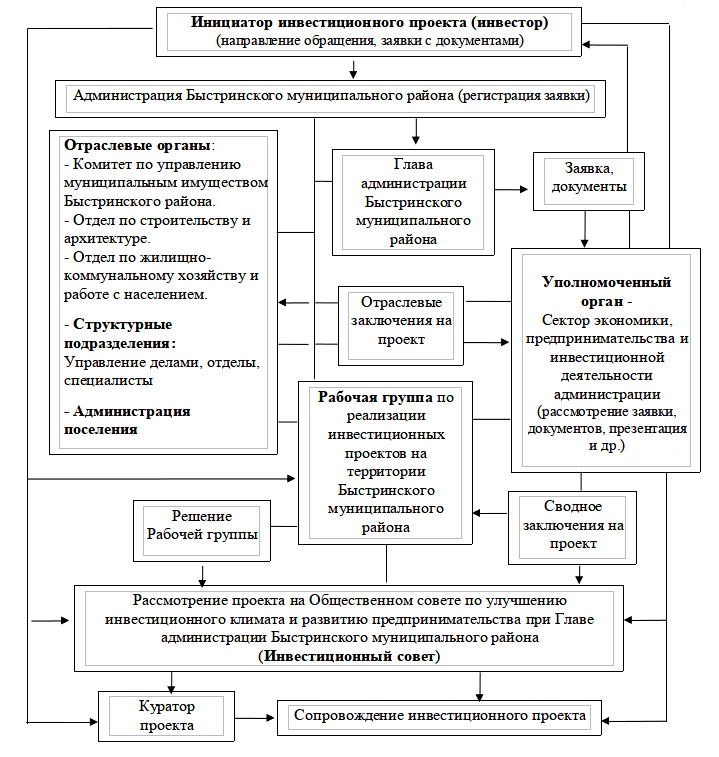 Инициатор инвестиционного проекта (инвестор)
(направление обращения, заявки с документами)
Администрация Быстринского муниципального района (регистрация заявки)
Отраслевые органы:
- Комитет по управлению
муниципальным имуществом
Быстринского района.
- Отдел по строительству и
архитектуре.
- Отдел по жилищно-
коммунальному хозяйству и
работе с населением.
- Структурные
подразделения:
Управление делами, отделы,
специалисты
- Администрация
поселения
Глава
администрации
Быстринского
муниципального
района
Заявка,
документы
Уполномоченный
орган -
Сектор экономики,
предпринимательства и
инвестиционной
деятельности
администрации
(рассмотрение заявки,
документов, презентация
и др.)
Отраслевые
заключения на
проект
Рабочая группа по
реализации
инвестиционных
проектов на
территории
Быстринского
муниципального
района
Решение
Рабочей группы
Сводное
заключения на
проект
Рассмотрение проекта на Общественном совете по улучшению
инвестиционного климата и развитию предпринимательства при Главе
администрации Быстринского муниципального района
(Инвестиционный совет)
Куратор
проекта
Сопровождение инвестиционного проекта